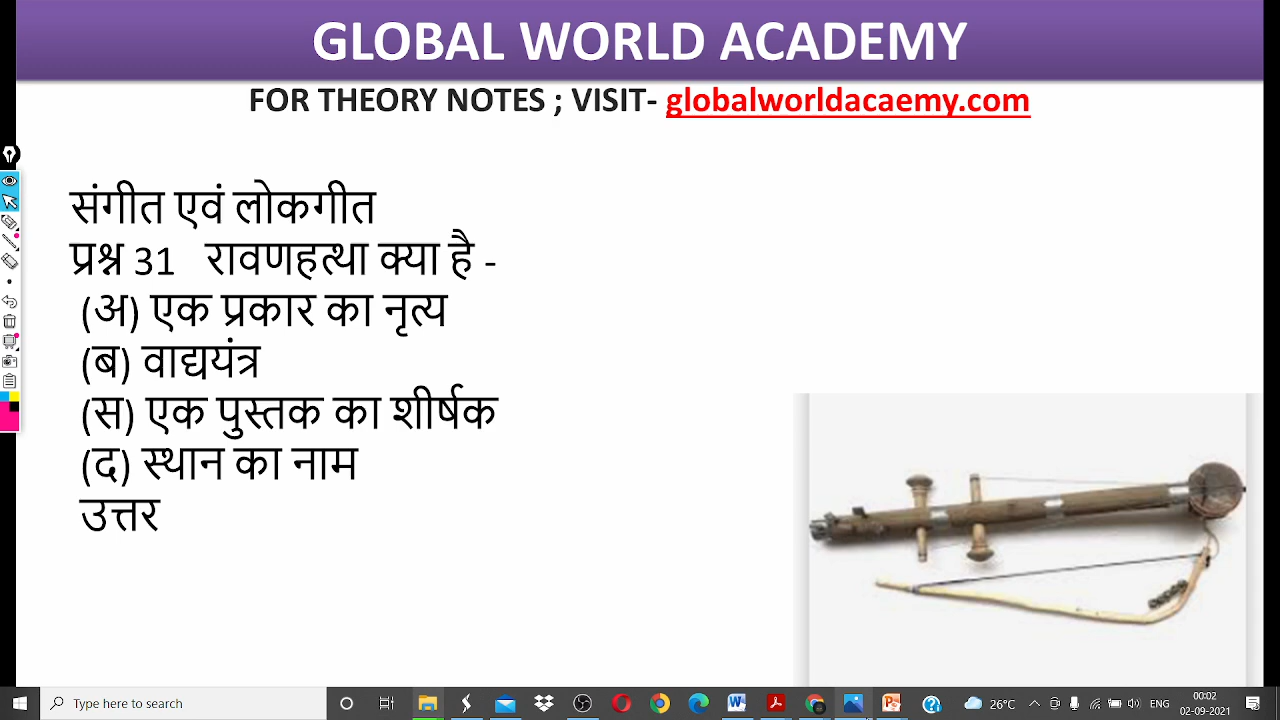 GLOBAL WORLD ACADEMY
FOR THEORY NOTES ; VISIT- globalworldacaemy.com
संगीत एवं लोकगीत
प्रश्न 31 रावणहत्था क्या है -
(अ) एक प्रकार का नृत्य
(ब) वाद्ययंत्र
(स) एक पुस्तक का शीर्षक
(द) स्थान का नाम
उत्तर
Type here to search
26°C
ENG
00:02
02-09-2021